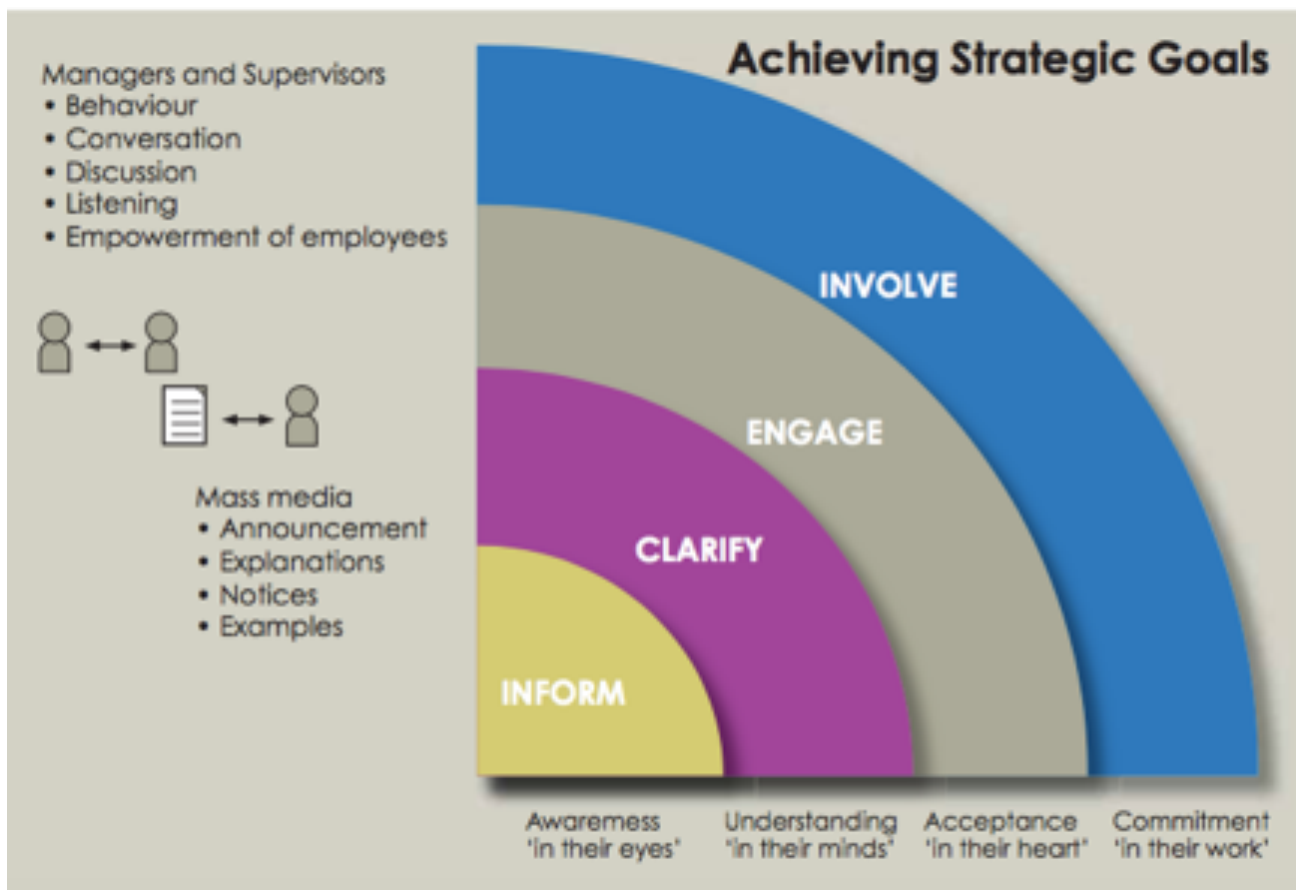 Achieving Strategic Goals
Managers and Supervisors
• Behaviour
• Conversation
• Discussion
• Listening
• Empowerment of employees
Mass media
• Announcement
• Explanations
• Notices
• Examples
INVOLVE
ENGAGE
CLARIFY
INFORM
Awaremess
'in their eyes'
Understanding
'in their minds'
Acceptance
'in their heart'
Commitment
'in their work'